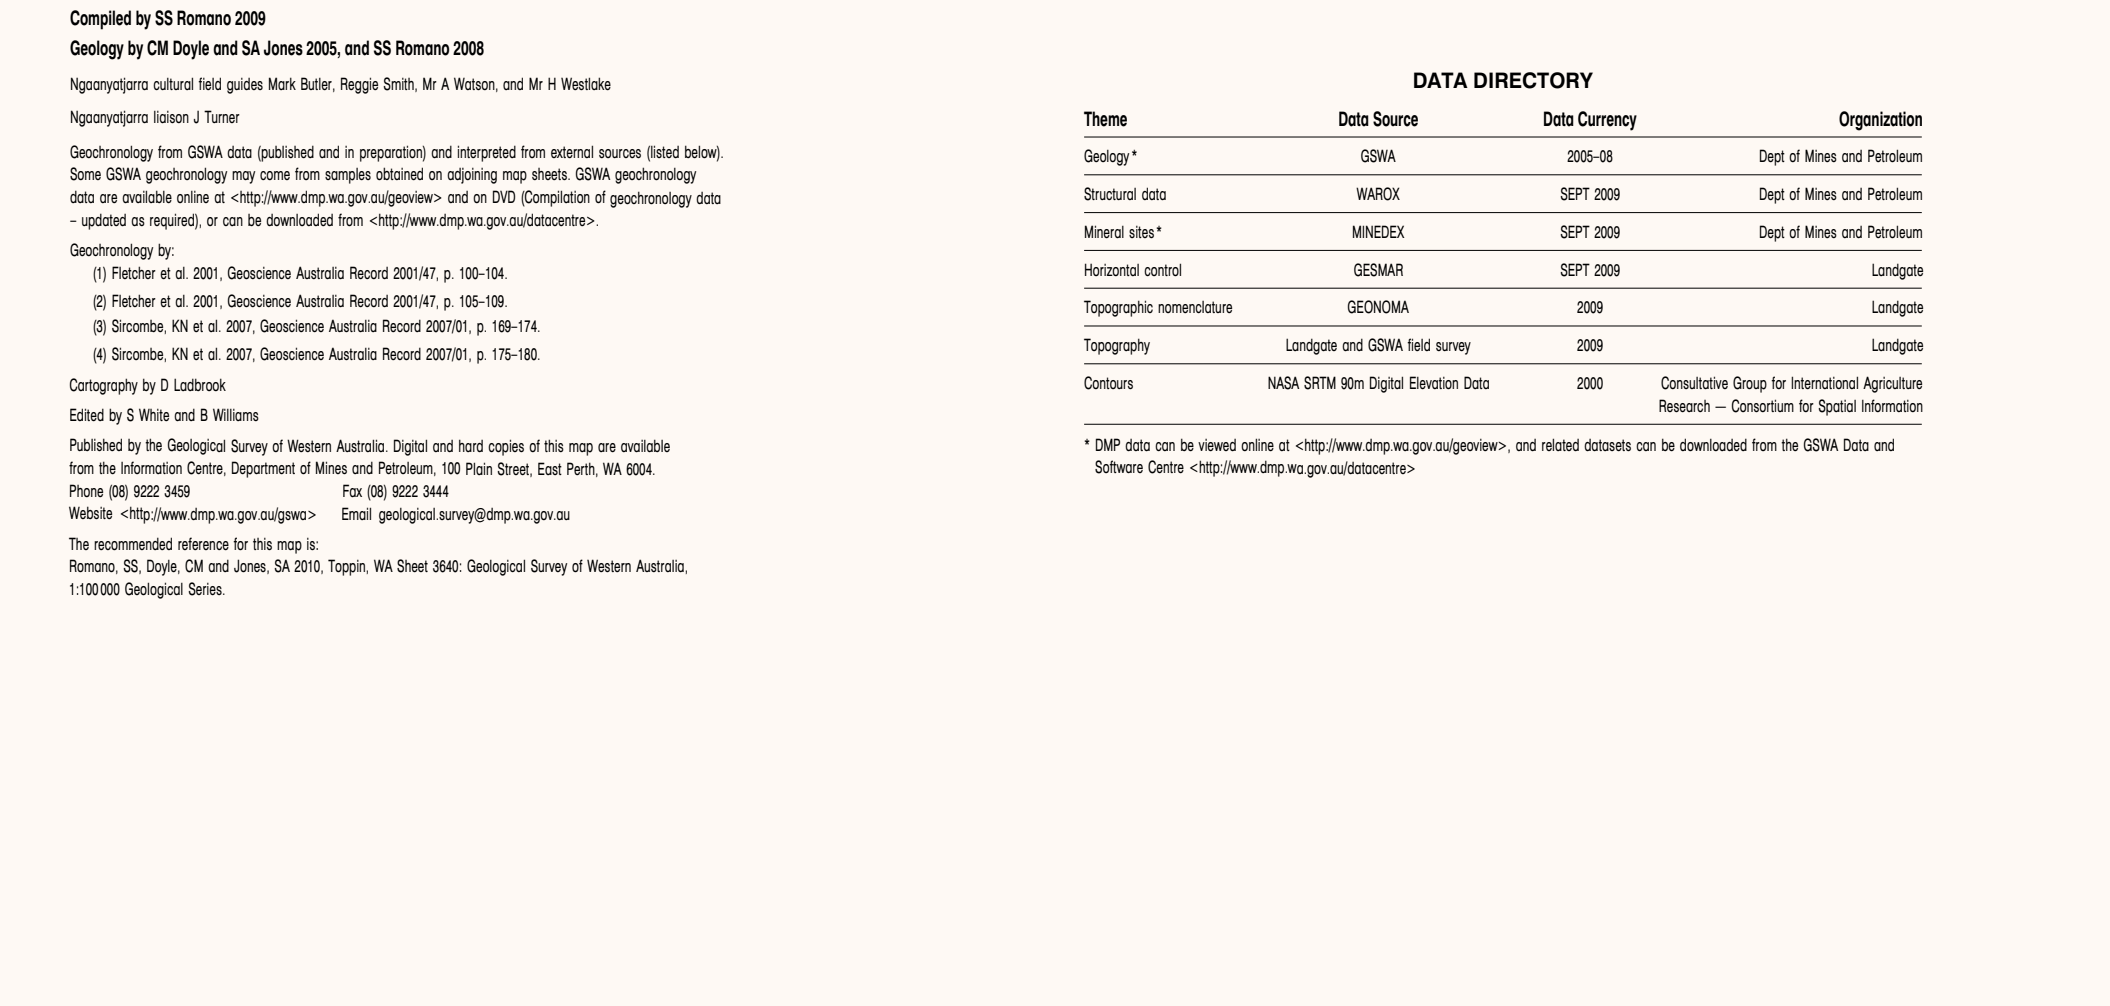 Compiled by SS Romano 2009
Geology by CM Doyle and SA Jones 2005, and SS Romano 2008
Ngaanyatjarra cultural field guides Mark Butler, Reggie Smith, Mr A Watson, and Mr H Westlake
Ngaanyatjarra liaison J Turner
Geochronology from GSWA data (published and in preparation) and interpreted from external sources (listed below).
Some GSWA geochronology may come from samples obtained on adjoining map sheets. GSWA geochronology
data are available online at <http://www.dmp.wa.gov.au/geoview> and on DVD (Compilation of geochronology data
– updated as required), or can be downloaded from <http://www.dmp.wa.gov.au/datacentre>.
Geochronology by:
(1) Fletcher et al. 2001, Geoscience Australia Record 2001/47, p. 100–104.
(2) Fletcher et al. 2001, Geoscience Australia Record 2001/47, p. 105–109.
(3) Sircombe, KN et al. 2007, Geoscience Australia Record 2007/01, p. 169–174.
(4) Sircombe, KN et al. 2007, Geoscience Australia Record 2007/01, p. 175–180.
Cartography by D Ladbrook
Edited by S White and B Williams
Published by the Geological Survey of Western Australia. Digital and hard copies of this map are available
from the Information Centre, Department of Mines and Petroleum, 100 Plain Street, East Perth, WA 6004.
Phone (08) 9222 3459 Fax (08) 9222 3444
Website <http://www.dmp.wa.gov.au/gswa> Email geological.survey@dmp.wa.gov.au
The recommended reference for this map is:
Romano, SS, Doyle, CM and Jones, SA 2010, Toppin, WA Sheet 3640: Geological Survey of Western Australia,
1:100 000 Geological Series.
DATA DIRECTORY
Theme Data Source Data Currency Organization
Geology* GSWA 2005–08 Dept of Mines and Petroleum
Structural data WAROX SEPT 2009 Dept of Mines and Petroleum
Mineral sites* MINEDEX SEPT 2009 Dept of Mines and Petroleum
Horizontal control GESMAR SEPT 2009 Landgate
Topographic nomenclature GEONOMA 2009 Landgate
Topography Landgate and GSWA field survey 2009 Landgate
Contours NASA SRTM 90m Digital Elevation Data 2000 Consultative Group for International Agriculture
Research — Consortium for Spatial Information
* DMP data can be viewed online at <http://www.dmp.wa.gov.au/geoview>, and related datasets can be downloaded from the GSWA Data and
Software Centre <http://www.dmp.wa.gov.au/datacentre>